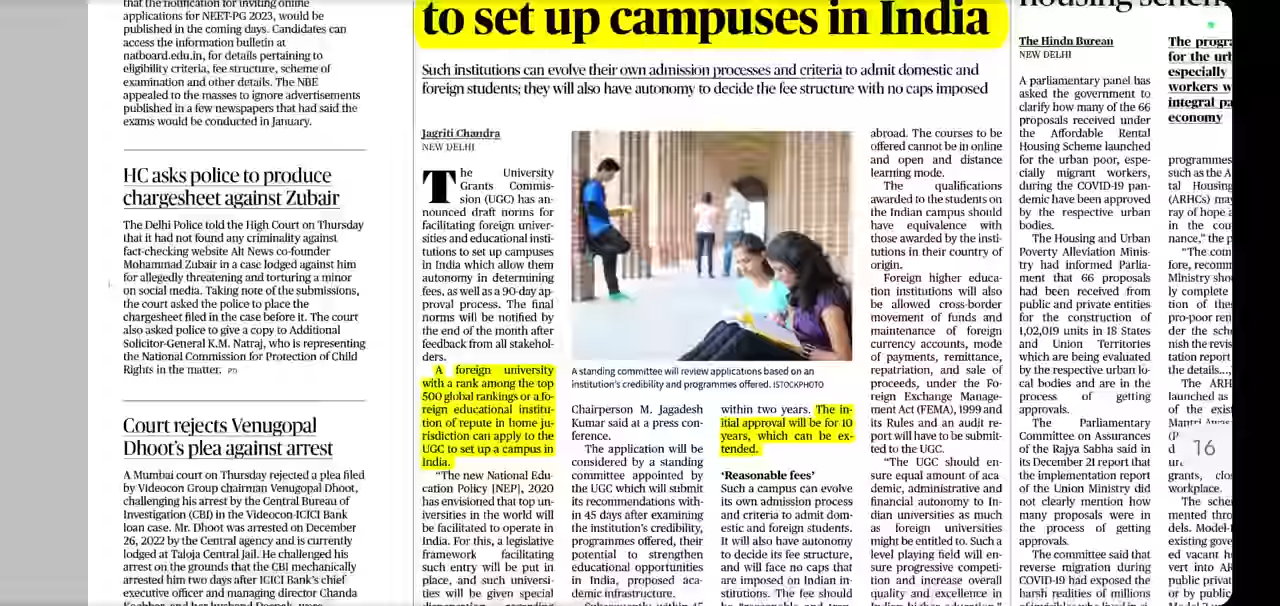 that the notification for inviting online
applications for NEET-PG 2023, would be
published in the coming days. Candidates can
access the information bulletin at
natboard.edu.in, for details pertaining to
eligibility criteria, fee structure, scheme of
examination and other details. The NBE
appealed to the masses to ignore advertisements
published in a few newspapers that had said the
exams would be conducted in January.
HC asks police to produce
chargesheet against Zubair
The Delhi Police told the High Court on Thursday
that it had not found any criminality against
fact-checking website Alt News co-founder
Mohammad Zubair in a case lodged against him
for allegedly threatening and torturing a minor
on social media. Taking note of the submissions,
the court asked the police to place the
chargesheet filed in the case before it. The court
also asked police to give a copy to Additional
Solicitor-General K.M. Natraj, who is representing
the National Commission for Protection of Child
Rights in the matter. PTI
Court rejects Venugopal
Dhoot's plea against arrest
A Mumbai court on Thursday rejected a plea filed
by Videocon Group chairman Venugopal Dhoot,
challenging his arrest by the Central Bureau of
Investigation (CBI) in the Videocon-ICICI Bank
loan case. Mr. Dhoot was arrested on December
26, 2022 by the Central agency and is currently
lodged at Taloja Central Jail. He challenged his
arrest on the grounds that the CBI mechanically
arrested him two days after ICICI Bank's chief
executive officer and managing director Chanda
to set up campuses in India
Such institutions can evolve their own admission processes and criteria to admit domestic and
foreign students; they will also have autonomy to decide the fee structure with no caps imposed
Jagriti Chandra
NEW DELHI
The University
Grants Commis-
sion (UGC) has an-
nounced draft norms for
facilitating foreign univer-
sities and educational insti-
tutions to set up campuses
in India which allow them
autonomy in determining
fees, as well as a 90-day ap-
proval process. The final
norms will be notified by
the end of the month after
feedback from all stakehol-
ders.
A foreign university
with a rank among the top
500 global rankings or a fo-
reign educational institu-
tion of repute in home ju-
risdiction can apply to the
UGC to set up a campus in
India.
"The new National Edu-
cation Policy [NEP], 2020
has envisioned that top un-
iversities in the world will
be facilitated to operate in
India. For this, a legislative
framework facilitating
such entry will be put in
place, and such universi-
ties will be given special
A standing committee will review applications based on an
institution's credibility and programmes offered. ISTOCKPHOTO
Chairperson M. Jagadesh
Kumar said at a press con-
ference.
The application will be
considered by a standing
committee appointed by
the UGC which will submit
its recommendations with-
in 45 days after examining
the institution's credibility,
programmes offered, their
potential to strengthen
educational opportunities
in India, proposed aca-
demic infrastructure.
Subsequently, within 45
within two years. The in-
itial approval will be for 10
years, which can be ex-
tended.
'Reasonable fees'
Such a campus can evolve
its own admission process
and criteria to admit dom-
estic and foreign students.
It will also have autonomy
to decide its fee structure,
and will face no caps that
are imposed on Indian in-
stitutions. The fee should
abroad. The courses to be
offered cannot be in online
and open and distance
learning mode.
The qualifications
awarded to the students on
the Indian campus should
have equivalence with
those awarded by the insti-
tutions in their country of
origin.
Foreign higher educa-
tion institutions will also
be allowed cross-border
movement of funds and
maintenance of foreign
currency accounts, mode
of payments, remittance,
repatriation, and sale of
proceeds, under the Fo-
reign Exchange Manage-
ment Act (FEMA), 1999 and
its Rules and an audit re-
port will have to be submit-
ted to the UGC.
"The UGC should en-
sure equal amount of aca-
demic, administrative and
financial autonomy to In-
dian universities as much
as foreign universities
might be entitled to. Such a
level playing field will en-
sure progressive competi-
tion and increase overall
quality and excellence in
The Hindu Bureau
NEW DELHI
A parliamentary panel has
asked the government to
clarify how many of the 66
proposals received under
the Affordable Rental
Housing Scheme launched
for the urban poor, espe-
cially migrant workers,
during the COVID-19 pan-
demic have been approved
by the respective urban
bodies.
The Housing and Urban
Poverty Alleviation Minis-
try had informed Parlia-
ment that 66 proposals
had been received from
public and private entities
for the construction of
1,02,019 units in 18 States
and Union Territories
which are being evaluated
by the respective urban lo-
cal bodies and are in the
process of getting
approvals.
The Parliamentary
Committee on Assurances
of the Rajya Sabha said in
its December 21 report that
the implementation report
of the Union Ministry did
not clearly mention how
many proposals were in
the process of getting
approvals.
The committee said that
reverse migration during
COVID-19 had exposed the
harsh realities of millions
The
for the
especially
workers
integral
economy
programmes
such as the
Housing
(ARHCs)
ray of hope
in the
Ministry
complete
pro-poor
the details...,"
The
launched as
of the
16
grants,
workplace.
The
public
or by